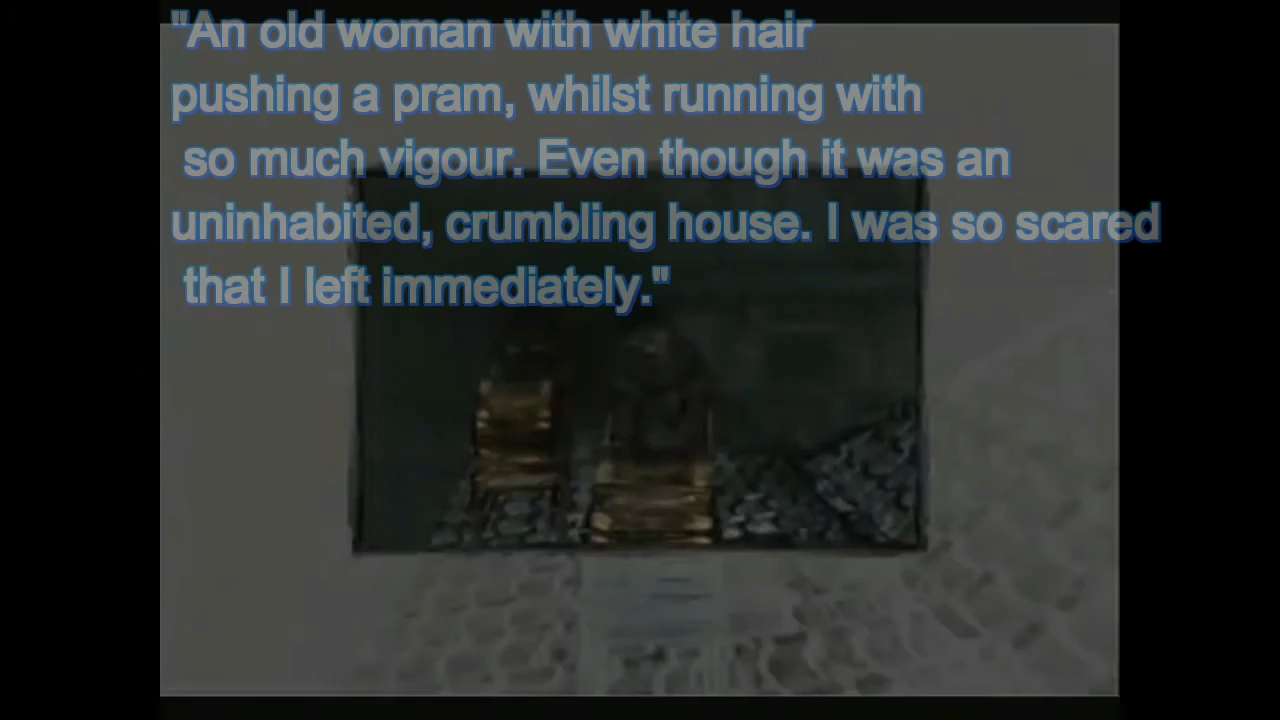 "An old woman with white hair
pushing a pram, whilst running with
so much vigour. Even though it was an
uninhabited, crumbling house. I was so scared
that I left immediately."